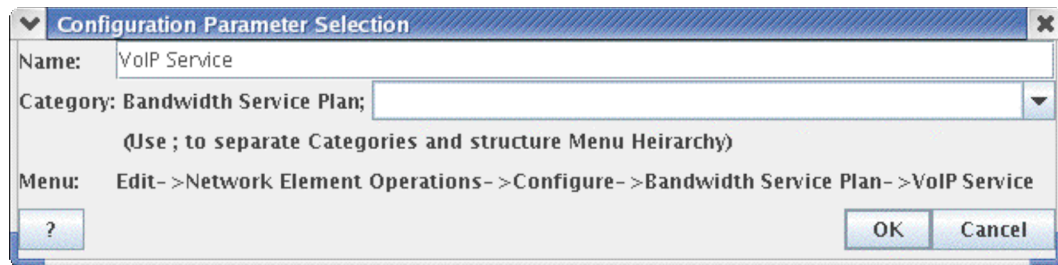 Configuration Parameter Selection
Name: VoIP Service
Category: Bandwidth Service Plan;
(Use ; to separate Categories and structure Menu Heirarchy)
Menu: Edit->Network Element Operations->Configure->Bandwidth Service Plan->VoIP Service
? OK Cancel